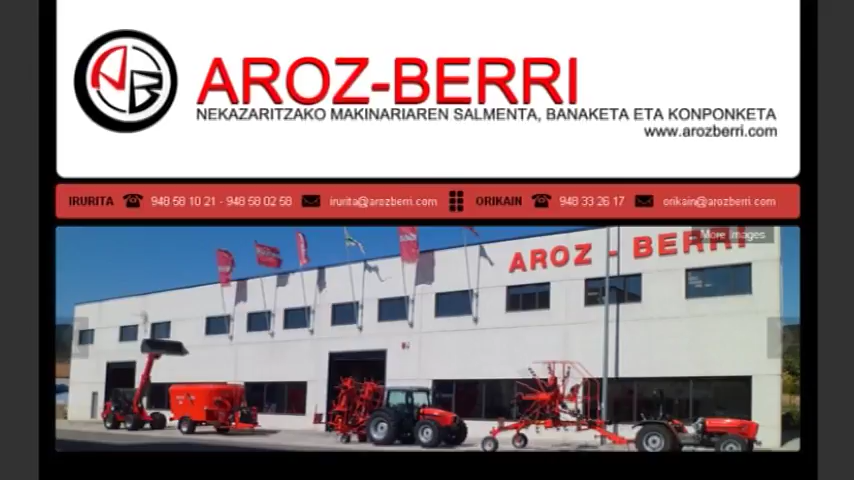 AROZ-BERRI
NEKAZARITZAKO MAKINARIAREN SALMENTA, BANAKETA ETA KONPONKETA
www.arozberri.com
IRURITA 948 58 10 21 - 948 58 02 58 irurita@arozberri.com ORIKAIN 948 33 26 17 orikain@arozberri.com
More Images
AROZ - BERRI